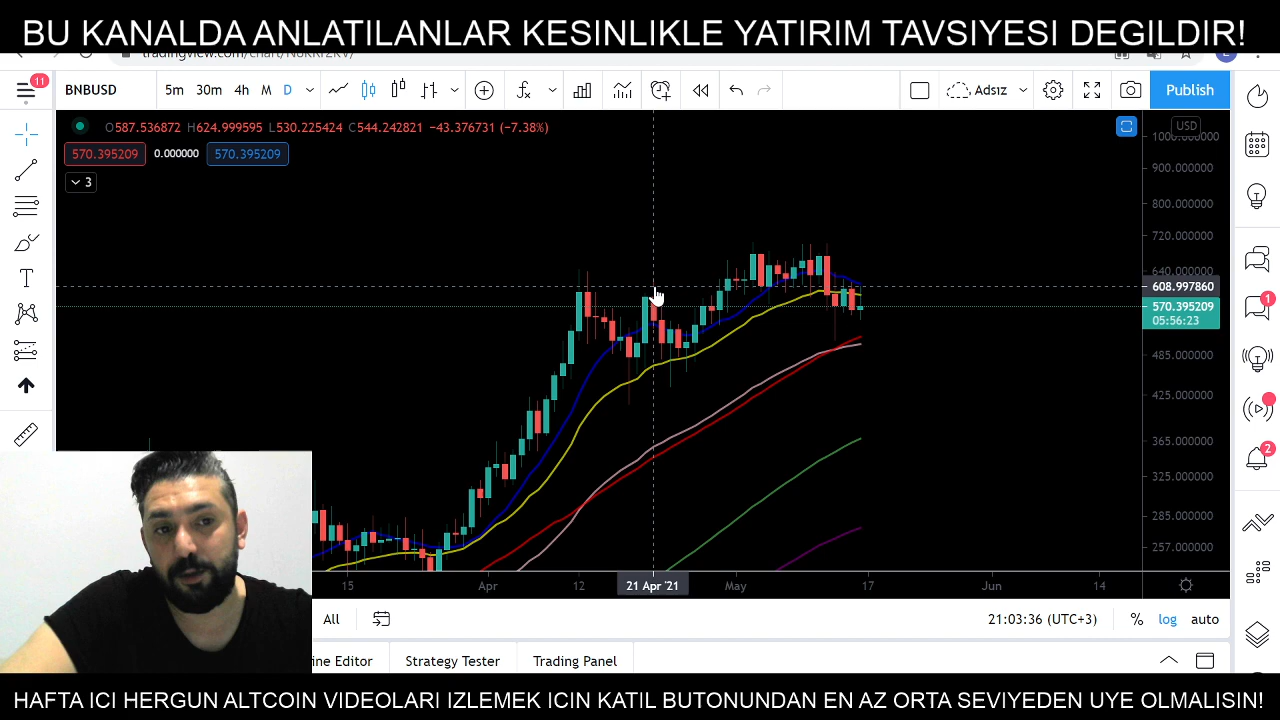 BU KANALDA ANLATILANLAR KESINLIKLE YATIRIM TAVSIYESI DEGILDIR!
11
BNBUSD 5m 30m 4h M D Adsız Publish
O587.536872 H624.999595 L530.225424 C544.242821 −43.376731 (−7.38%)
USD
570.395209 0.000000 570.395209
3
900.000000
800.000000
720.000000
640.000000
608.997860
570.395209
05:56:23
485.000000
425.000000
365.000000
325.000000
285.000000
257.000000
T
1
2
15 Apr 12 21 Apr '21 May 17 Jun 14
All 21:03:36 (UTC+3) % log auto
ine Editor Strategy Tester Trading Panel
HAFTA ICI HERGUN ALTCOIN VIDEOLARI IZLEMEK ICIN KATIL BUTONUNDAN EN AZ ORTA SEVIYEDEN UYE OLMALISIN!